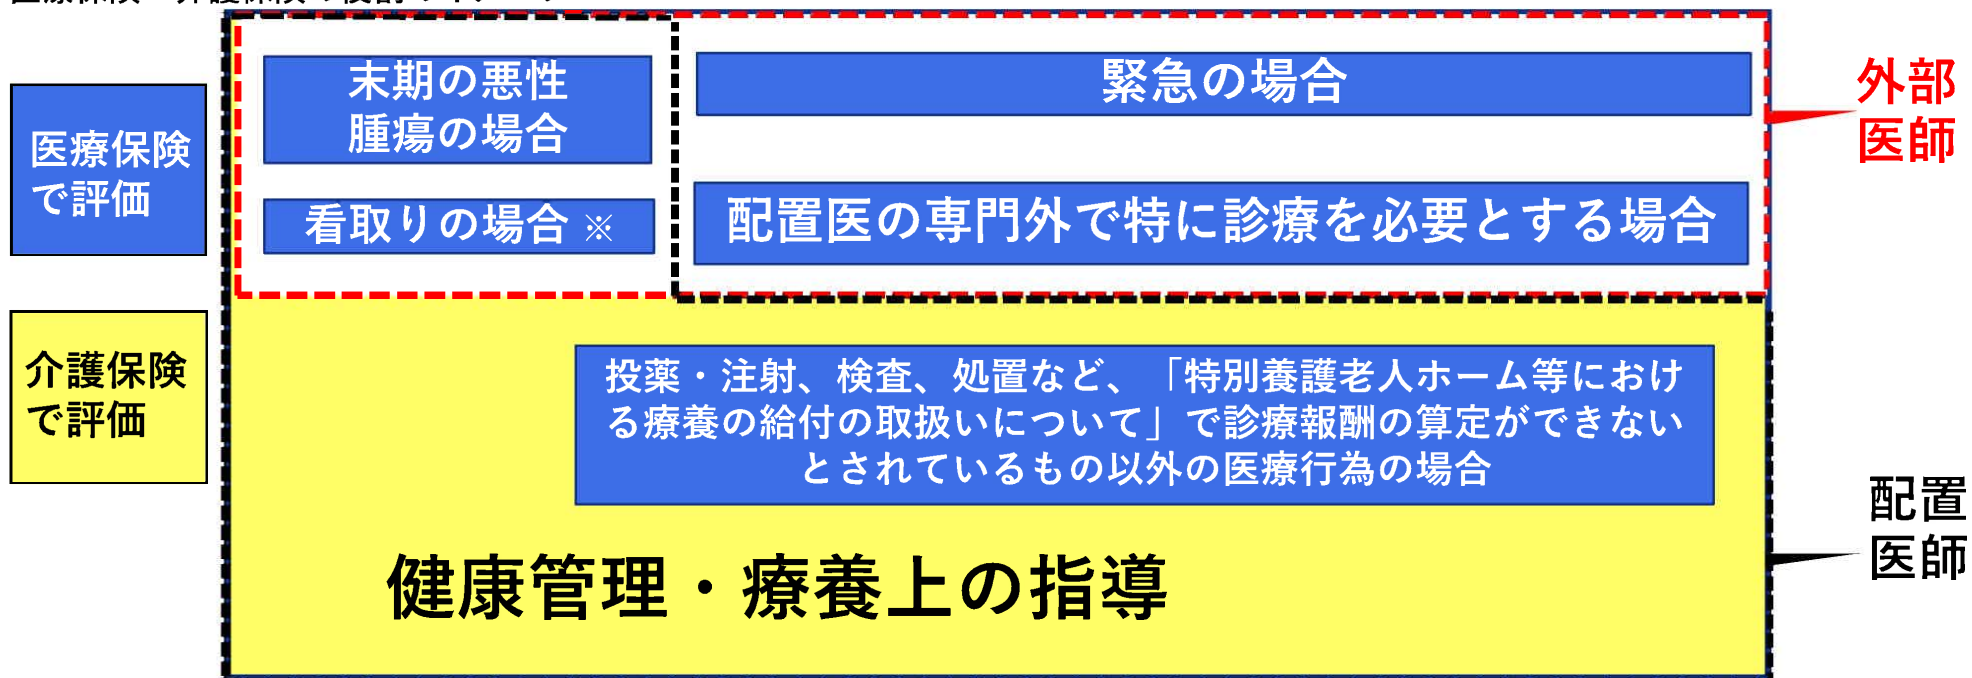 末期の悪性
腫瘍の場合
緊急の場合
外部
医師
医療保険
で評価
看取りの場合 ※
配置医の専門外で特に診療を必要とする場合
介護保険
で評価
投薬・注射、検査、処置など、「特別養護老人ホーム等におけ
る療養の給付の取扱いについて」で診療報酬の算定ができない
とされているもの以外の医療行為の場合
配置
医師
健康管理・療養上の指導